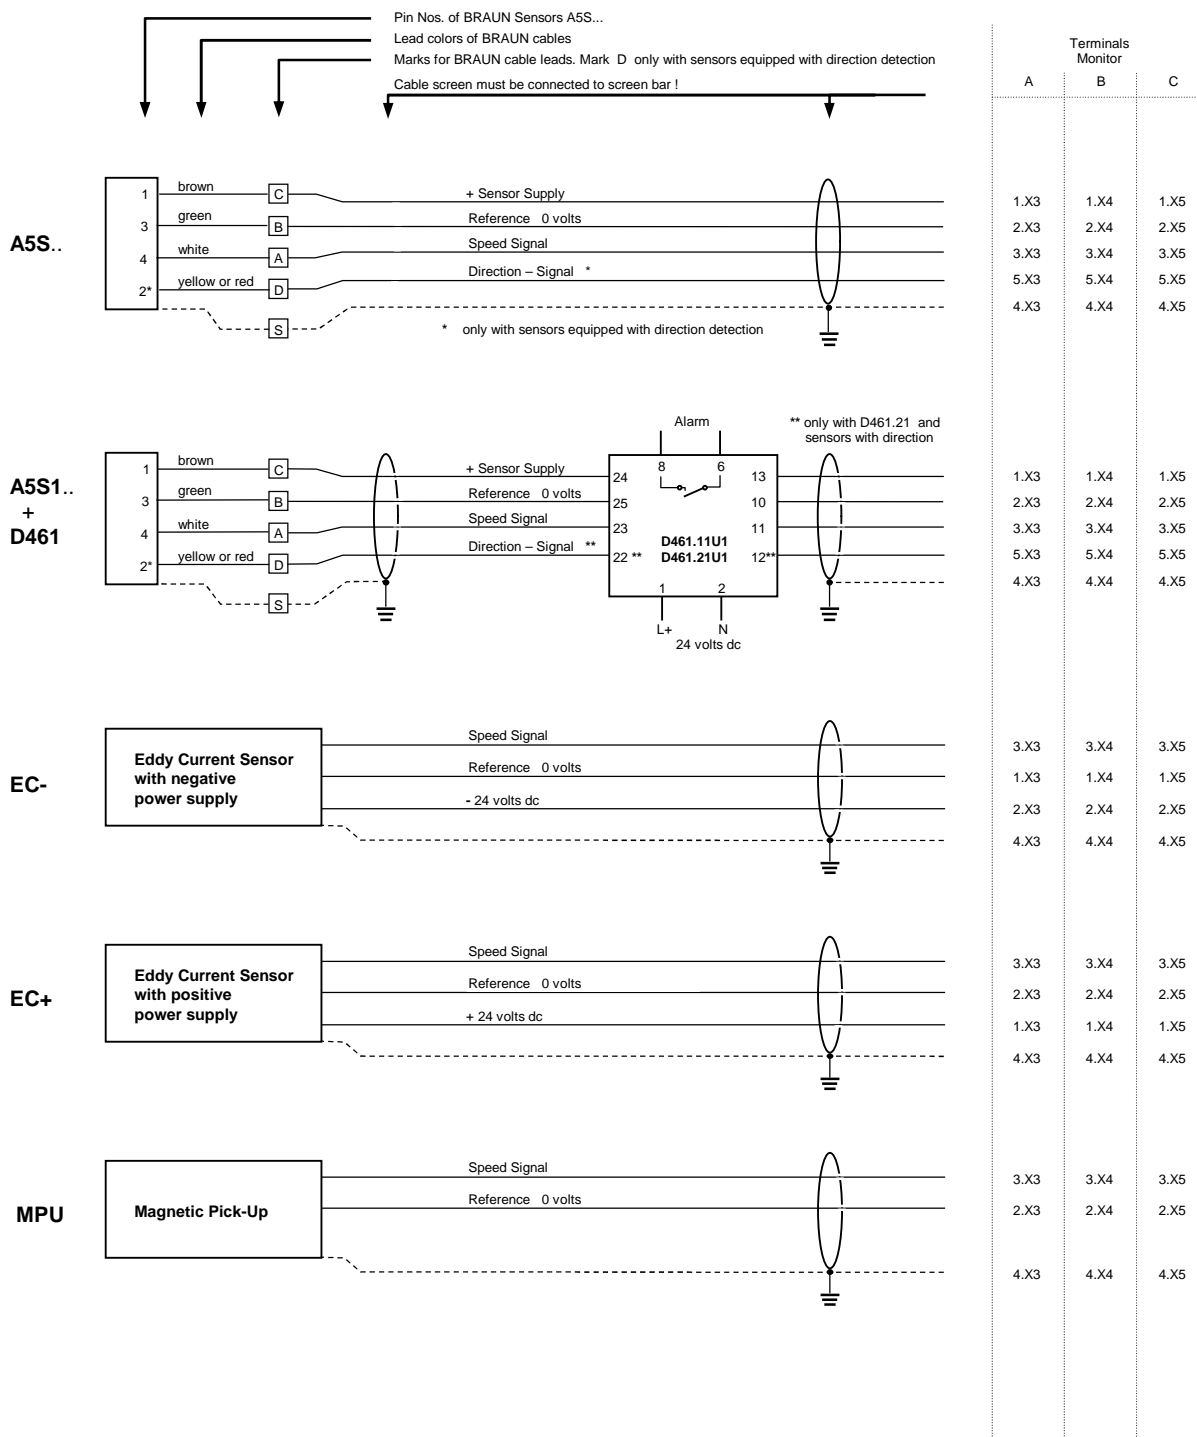 Pin Nos. of BRAUN Sensors A5S...
Lead colors of BRAUN cables
Marks for BRAUN cable leads. Mark D only with sensors equipped with direction detection
Cable screen must be connected to screen bar !
Terminals
Monitor
A B C
A5S..
1 brown C + Sensor Supply 1.X3 1.X4 1.X5
3 green B Reference 0 volts 2.X3 2.X4 2.X5
4 white A Speed Signal 3.X3 3.X4 3.X5
2* yellow or red D Direction – Signal * 5.X3 5.X4 5.X5
4.X3 4.X4 4.X5
S * only with sensors equipped with direction detection
Alarm
** only with D461.21 and
sensors with direction
A5S1..
+
D461
1 brown C + Sensor Supply 24 8 6 13 1.X3 1.X4 1.X5
3 green B Reference 0 volts 25 10 2.X3 2.X4 2.X5
4 white A Speed Signal 23 11 3.X3 3.X4 3.X5
D461.11U1
D461.21U1
2* yellow or red D Direction – Signal ** 22 ** 12** 5.X3 5.X4 5.X5
4.X3 4.X4 4.X5
S 1 2
L+ N
24 volts dc
EC-
Eddy Current Sensor
with negative
power supply
Speed Signal 3.X3 3.X4 3.X5
Reference 0 volts 1.X3 1.X4 1.X5
- 24 volts dc 2.X3 2.X4 2.X5
4.X3 4.X4 4.X5
EC+
Eddy Current Sensor
with positive
power supply
Speed Signal 3.X3 3.X4 3.X5
Reference 0 volts 2.X3 2.X4 2.X5
+ 24 volts dc 1.X3 1.X4 1.X5
4.X3 4.X4 4.X5
MPU
Magnetic Pick-Up
Speed Signal 3.X3 3.X4 3.X5
Reference 0 volts 2.X3 2.X4 2.X5
4.X3 4.X4 4.X5